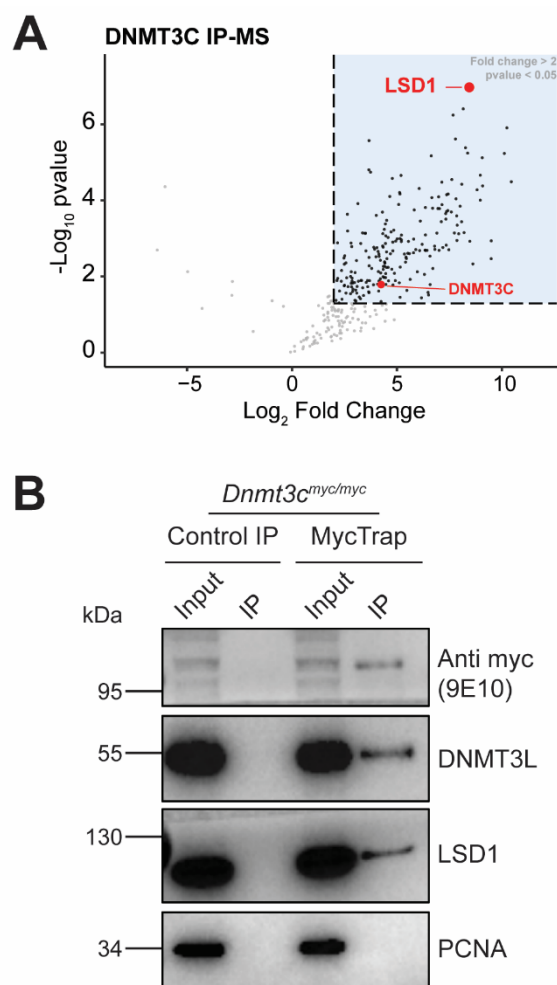 A
DNMT3C IP-MS
Fold change > 2
pvalue < 0.05
LSD1
DNMT3C
-Log10 pvalue
6
4
2
0
−5
0
5
10
Log2 Fold Change
B
Dnmt3c^myc/myc
Control IP MycTrap
Input IP Input IP
kDa
95
Anti myc
(9E10)
55
DNMT3L
130
LSD1
34
PCNA